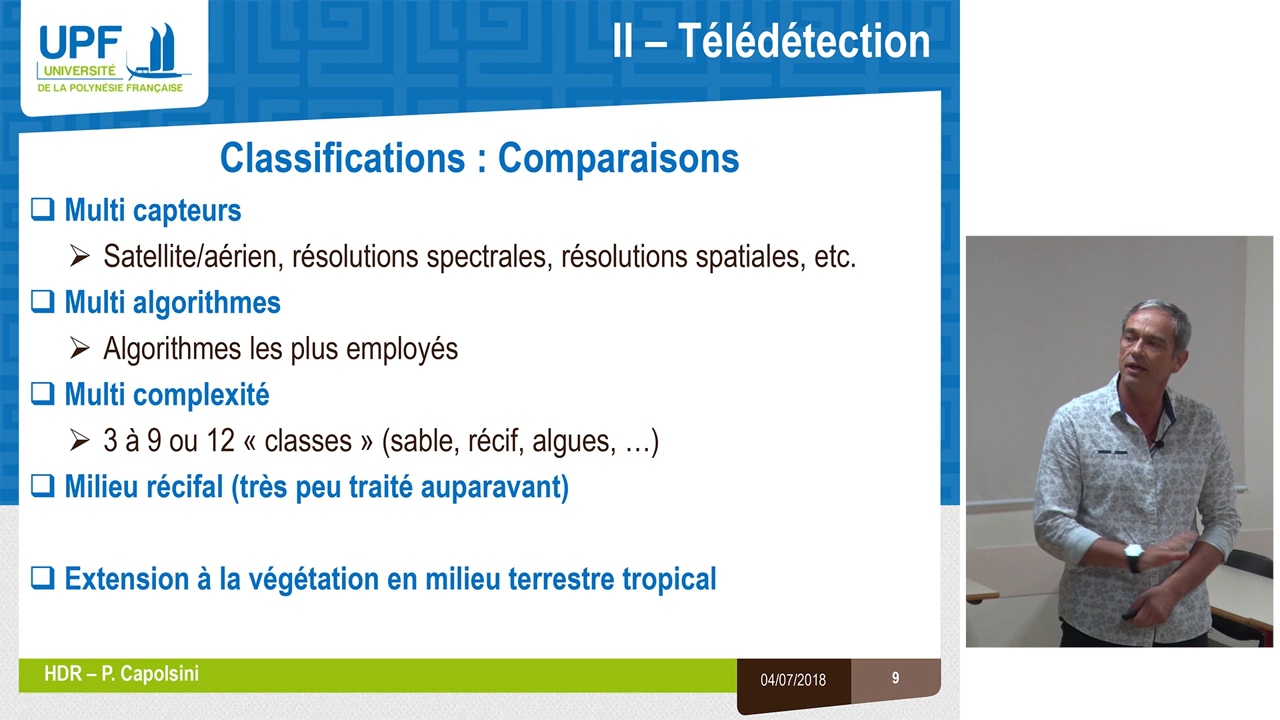 UPF
UNIVERSITÉ
DE LA POLYNÉSIE FRANÇAISE
II – Télédétection
Classifications : Comparaisons
Multi capteurs
Satellite/aérien, résolutions spectrales, résolutions spatiales, etc.
Multi algorithmes
Algorithmes les plus employés
Multi complexité
3 à 9 ou 12 « classes » (sable, récif, algues, …)
Milieu récifal (très peu traité auparavant)
Extension à la végétation en milieu terrestre tropical
HDR – P. Capolsini
04/07/2018
9